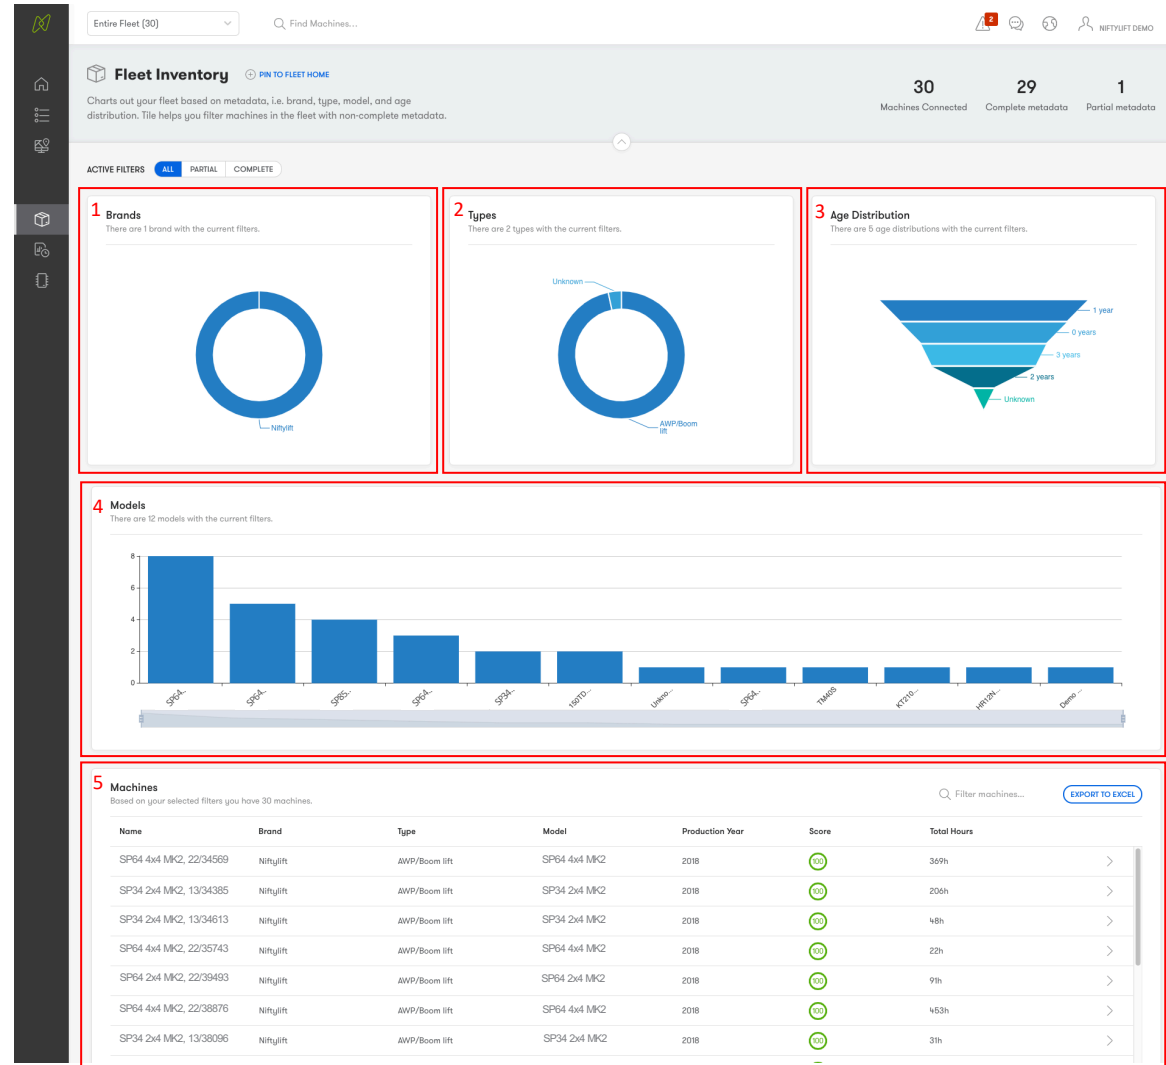 Entire Fleet (30)
Find Machines...
2
NIFTYLIFT DEMO
Fleet Inventory
PIN TO FLEET HOME
Charts out your fleet based on metadata, i.e. brand, type, model, and age
distribution. Tile helps you filter machines in the fleet with non-complete metadata.
30 29 1
Machines Connected Complete metadata Partial metadata
ACTIVE FILTERS ALL PARTIAL COMPLETE
1 Brands
There are 1 brand with the current filters.
Niftylift
2 Types
There are 2 types with the current filters.
Unknown
AWP/Boom
lift
3 Age Distribution
There are 5 age distributions with the current filters.
1 year
0 years
3 years
2 years
Unknown
4 Models
There are 12 models with the current filters.
8
6
4
2
0
SP64.. SP64.. SP85.. SP64.. SP34.. 150TD... Unkno... SP64.. TM40S KT210... HR12N... Demo ...
5 Machines
Based on your selected filters you have 30 machines.
Filter machines...
EXPORT TO EXCEL
Name Brand Type Model Production Year Score Total Hours
SP64 4x4 MK2, 22/34569 Niftylift AWP/Boom lift SP64 4x4 MK2 2018 100 369h
SP34 2x4 MK2, 13/34385 Niftylift AWP/Boom lift SP34 2x4 MK2 2018 100 206h
SP34 2x4 MK2, 13/34613 Niftylift AWP/Boom lift SP34 2x4 MK2 2018 100 48h
SP64 4x4 MK2, 22/35743 Niftylift AWP/Boom lift SP64 4x4 MK2 2018 100 22h
SP64 2x4 MK2, 22/39493 Niftylift AWP/Boom lift SP64 2x4 MK2 2018 100 91h
SP64 4x4 MK2, 22/38876 Niftylift AWP/Boom lift SP64 4x4 MK2 2018 100 453h
SP34 2x4 MK2, 13/38096 Niftylift AWP/Boom lift SP34 2x4 MK2 2018 100 31h